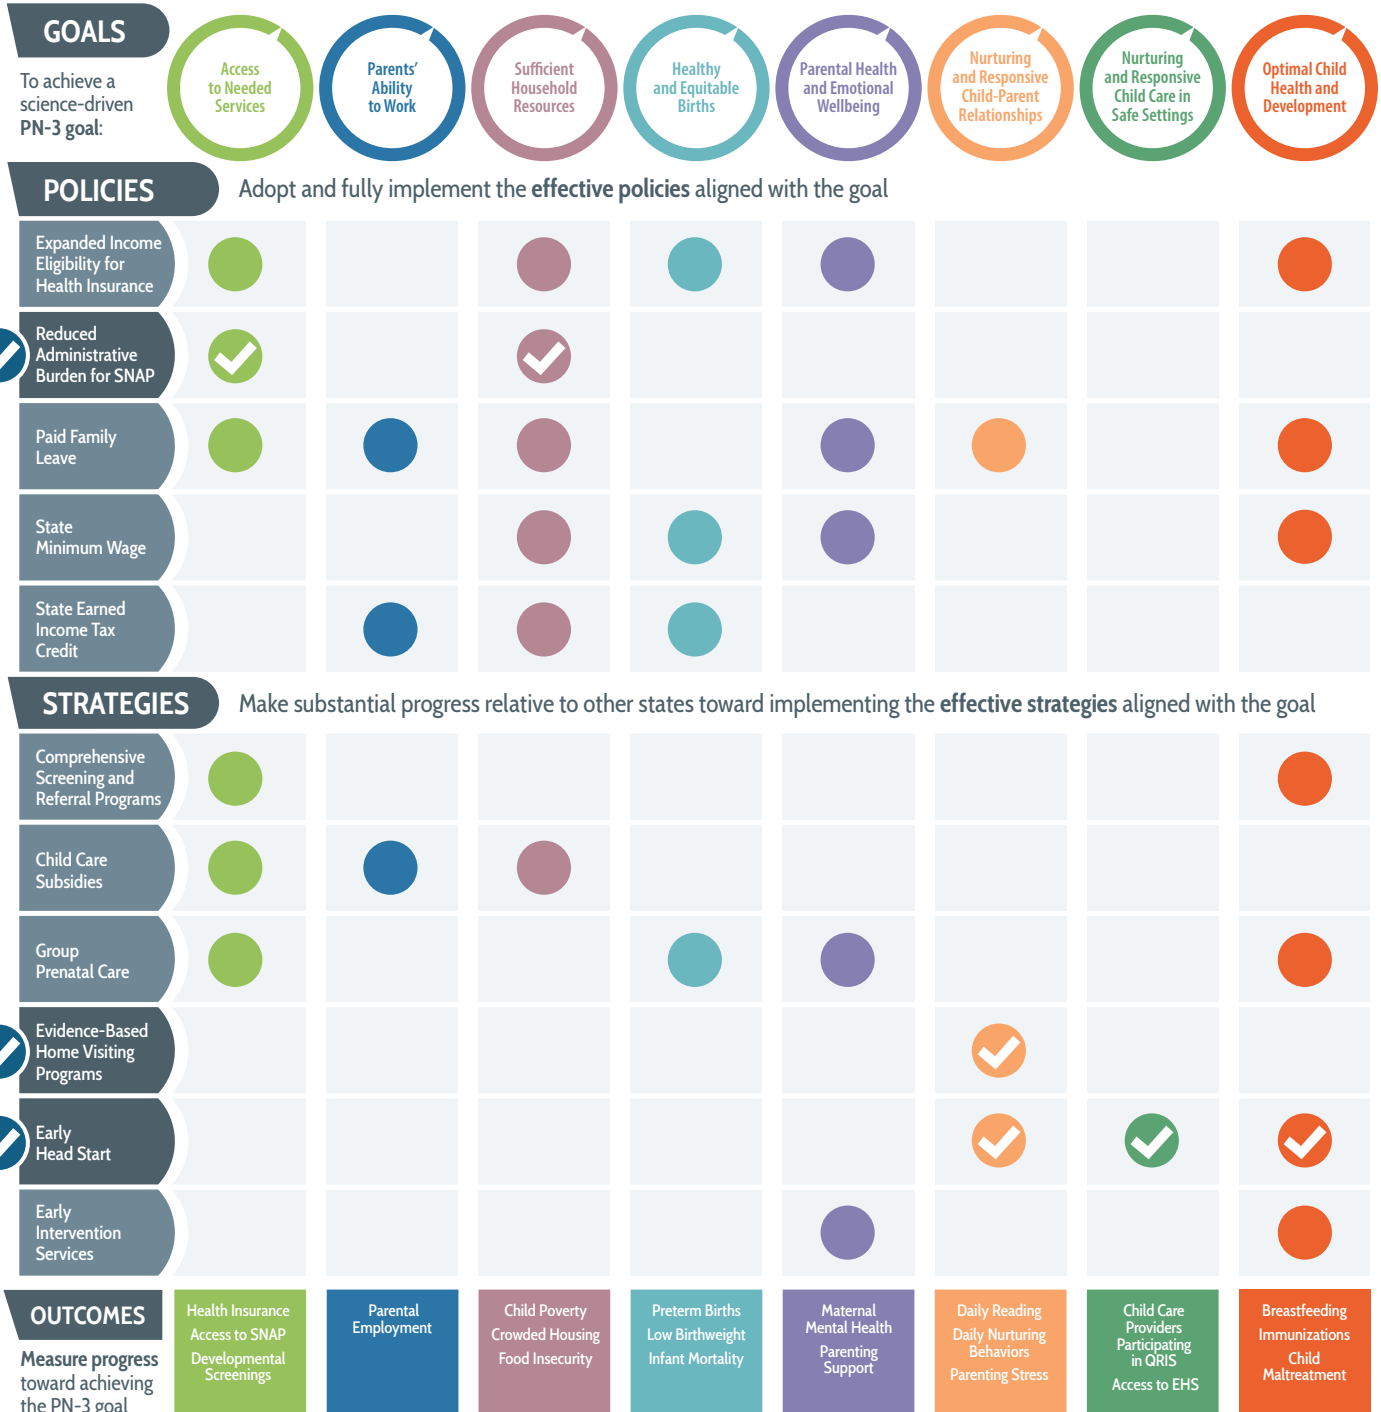 GOALS
To achieve a
science-driven
PN-3 goal:
Access
to Needed
Services
Parents'
Ability
to Work
Sufficient
Household
Resources
Healthy
and Equitable
Births
Parental Health
and Emotional
Wellbeing
Nurturing
and Responsive
Child-Parent
Relationships
Nurturing
and Responsive
Child Care in
Safe Settings
Optimal Child
Health and
Development
POLICIES
Adopt and fully implement the effective policies aligned with the goal
Expanded Income
Eligibility for
Health Insurance
Reduced
Administrative
Burden for SNAP
Paid Family
Leave
State
Minimum Wage
State Earned
Income Tax
Credit
STRATEGIES
Make substantial progress relative to other states toward implementing the effective strategies aligned with the goal
Comprehensive
Screening and
Referral Programs
Child Care
Subsidies
Group
Prenatal Care
Evidence-Based
Home Visiting
Programs
Early
Head Start
Early
Intervention
Services
OUTCOMES
Measure progress
toward achieving
the PN-3 goal
Health Insurance
Access to SNAP
Developmental
Screenings
Parental
Employment
Child Poverty
Crowded Housing
Food Insecurity
Preterm Births
Low Birthweight
Infant Mortality
Maternal
Mental Health
Parenting
Support
Daily Reading
Daily Nurturing
Behaviors
Parenting Stress
Child Care
Providers
Participating
in QRIS
Access to EHS
Breastfeeding
Immunizations
Child
Maltreatment